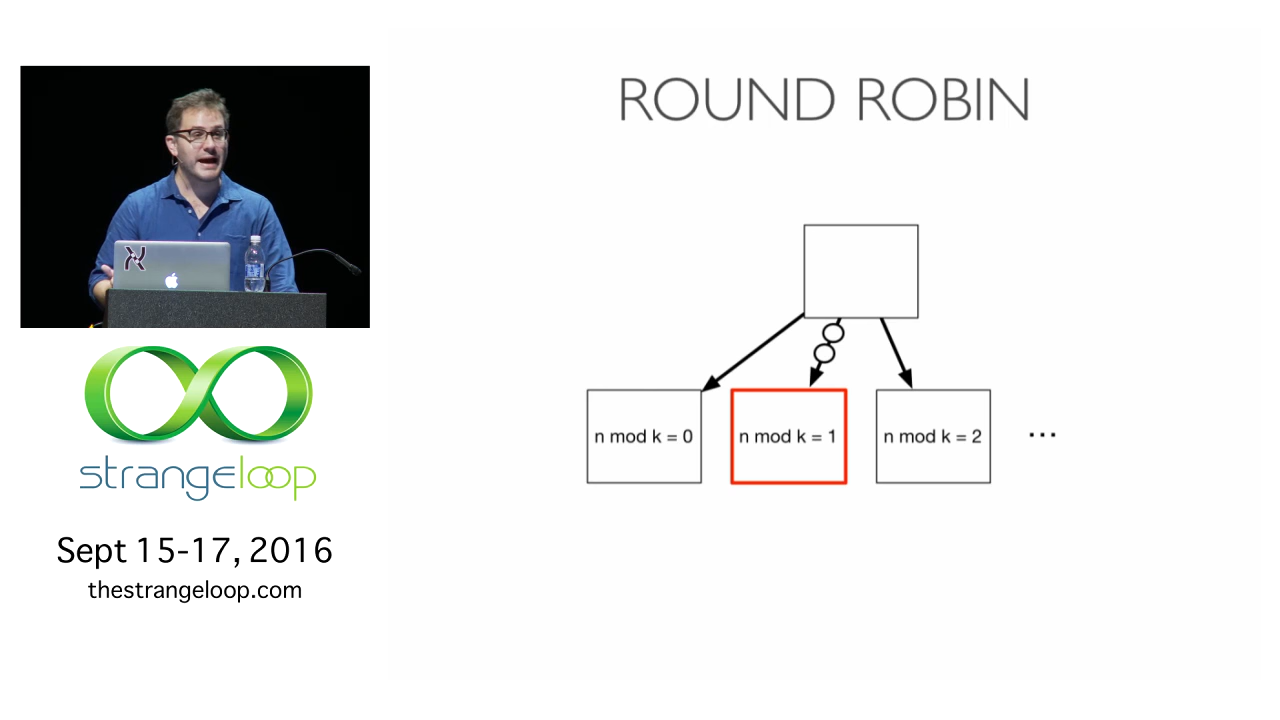 ROUND ROBIN
n mod k = 0
n mod k = 1
n mod k = 2
...
strangeloop
Sept 15-17, 2016
thestrangeloop.com